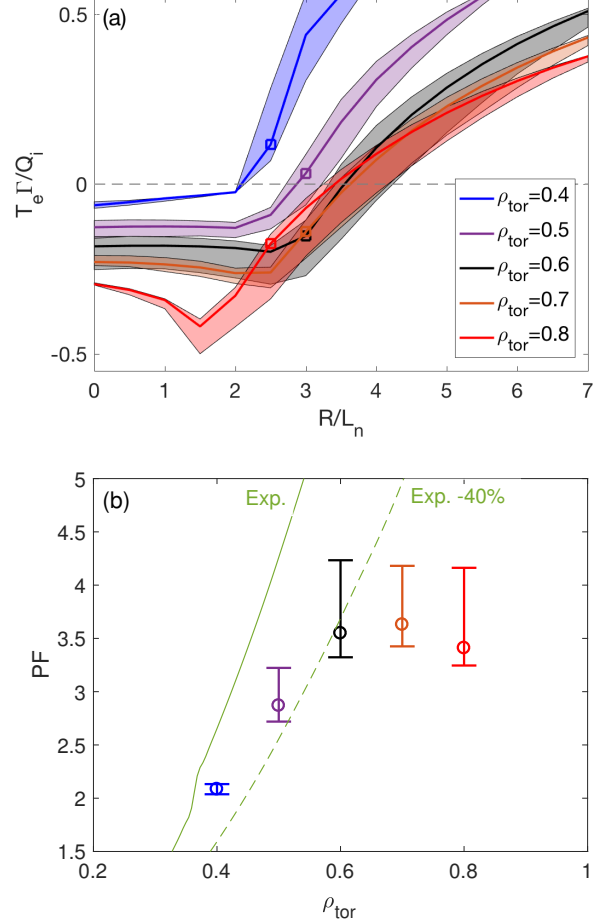 (a)
0.5
0
-0.5
T_e Γ/Q_i
0 1 2 3 4 5 6 7
R/L_n
ρ_tor=0.4
ρ_tor=0.5
ρ_tor=0.6
ρ_tor=0.7
ρ_tor=0.8
(b)
Exp.
Exp. -40%
5
4.5
4
3.5
3
2.5
2
1.5
PF
0.2 0.4 0.6 0.8 1
ρ_tor